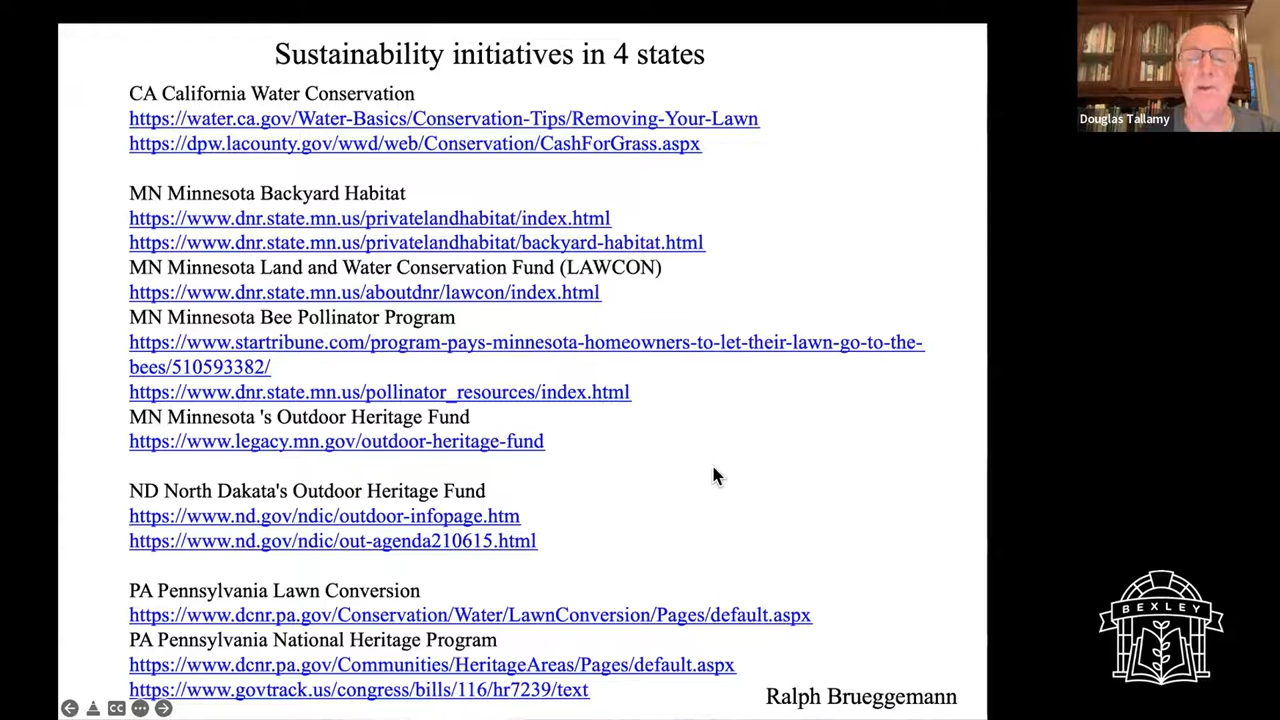 Sustainability initiatives in 4 states
CA California Water Conservation
https://water.ca.gov/Water-Basics/Conservation-Tips/Removing-Your-Lawn
https://dpw.lacounty.gov/wwd/web/Conservation/CashForGrass.aspx
MN Minnesota Backyard Habitat
https://www.dnr.state.mn.us/privatelandhabitat/index.html
https://www.dnr.state.mn.us/privatelandhabitat/backyard-habitat.html
MN Minnesota Land and Water Conservation Fund (LAWCON)
https://www.dnr.state.mn.us/aboutdnr/lawcon/index.html
MN Minnesota Bee Pollinator Program
https://www.startribune.com/program-pays-minnesota-homeowners-to-let-their-lawn-go-to-the-
bees/510593382/
https://www.dnr.state.mn.us/pollinator_resources/index.html
MN Minnesota 's Outdoor Heritage Fund
https://www.legacy.mn.gov/outdoor-heritage-fund
ND North Dakata's Outdoor Heritage Fund
https://www.nd.gov/ndic/outdoor-infopage.htm
https://www.nd.gov/ndic/out-agenda210615.html
PA Pennsylvania Lawn Conversion
https://www.dcnr.pa.gov/Conservation/Water/LawnConversion/Pages/default.aspx
PA Pennsylvania National Heritage Program
https://www.dcnr.pa.gov/Communities/HeritageAreas/Pages/default.aspx
https://www.govtrack.us/congress/bills/116/hr7239/text
Ralph Brueggemann
CC
Douglas Tallamy
BEXLEY